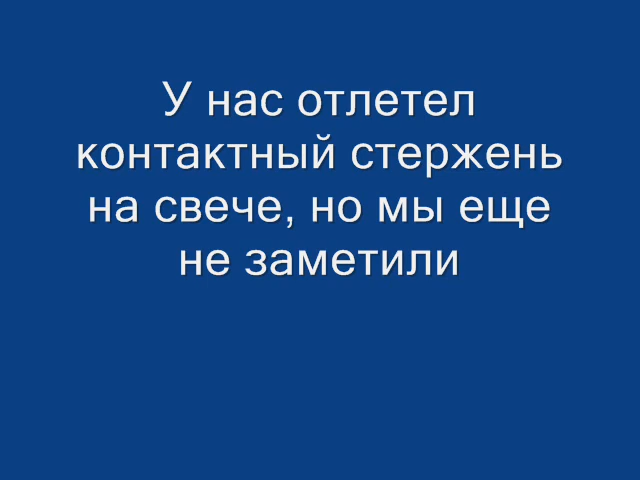 У нас отлетел
контактный стержень
на свече, но мы еще
не заметили